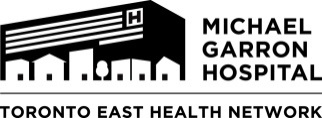 H
MICHAEL
GARRON
HOSPITAL
TORONTO EAST HEALTH NETWORK